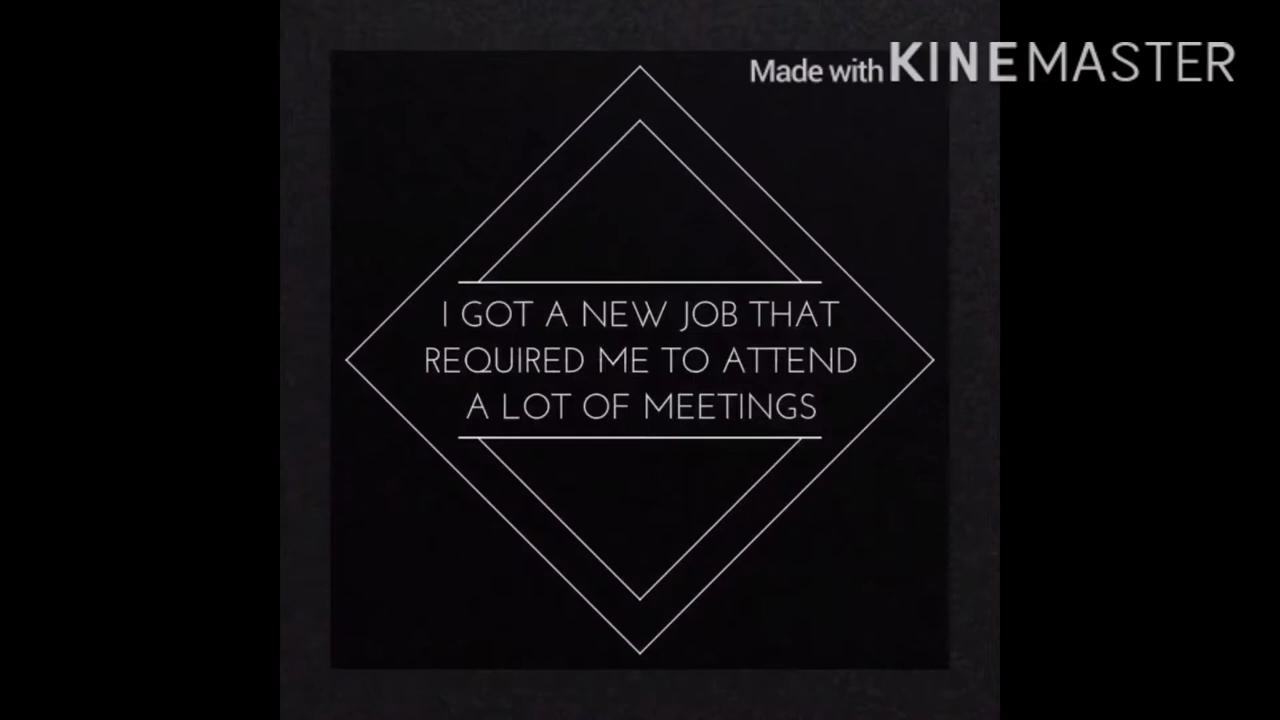 Made with KINEMASTER
I GOT A NEW JOB THAT
REQUIRED ME TO ATTEND
A LOT OF MEETINGS